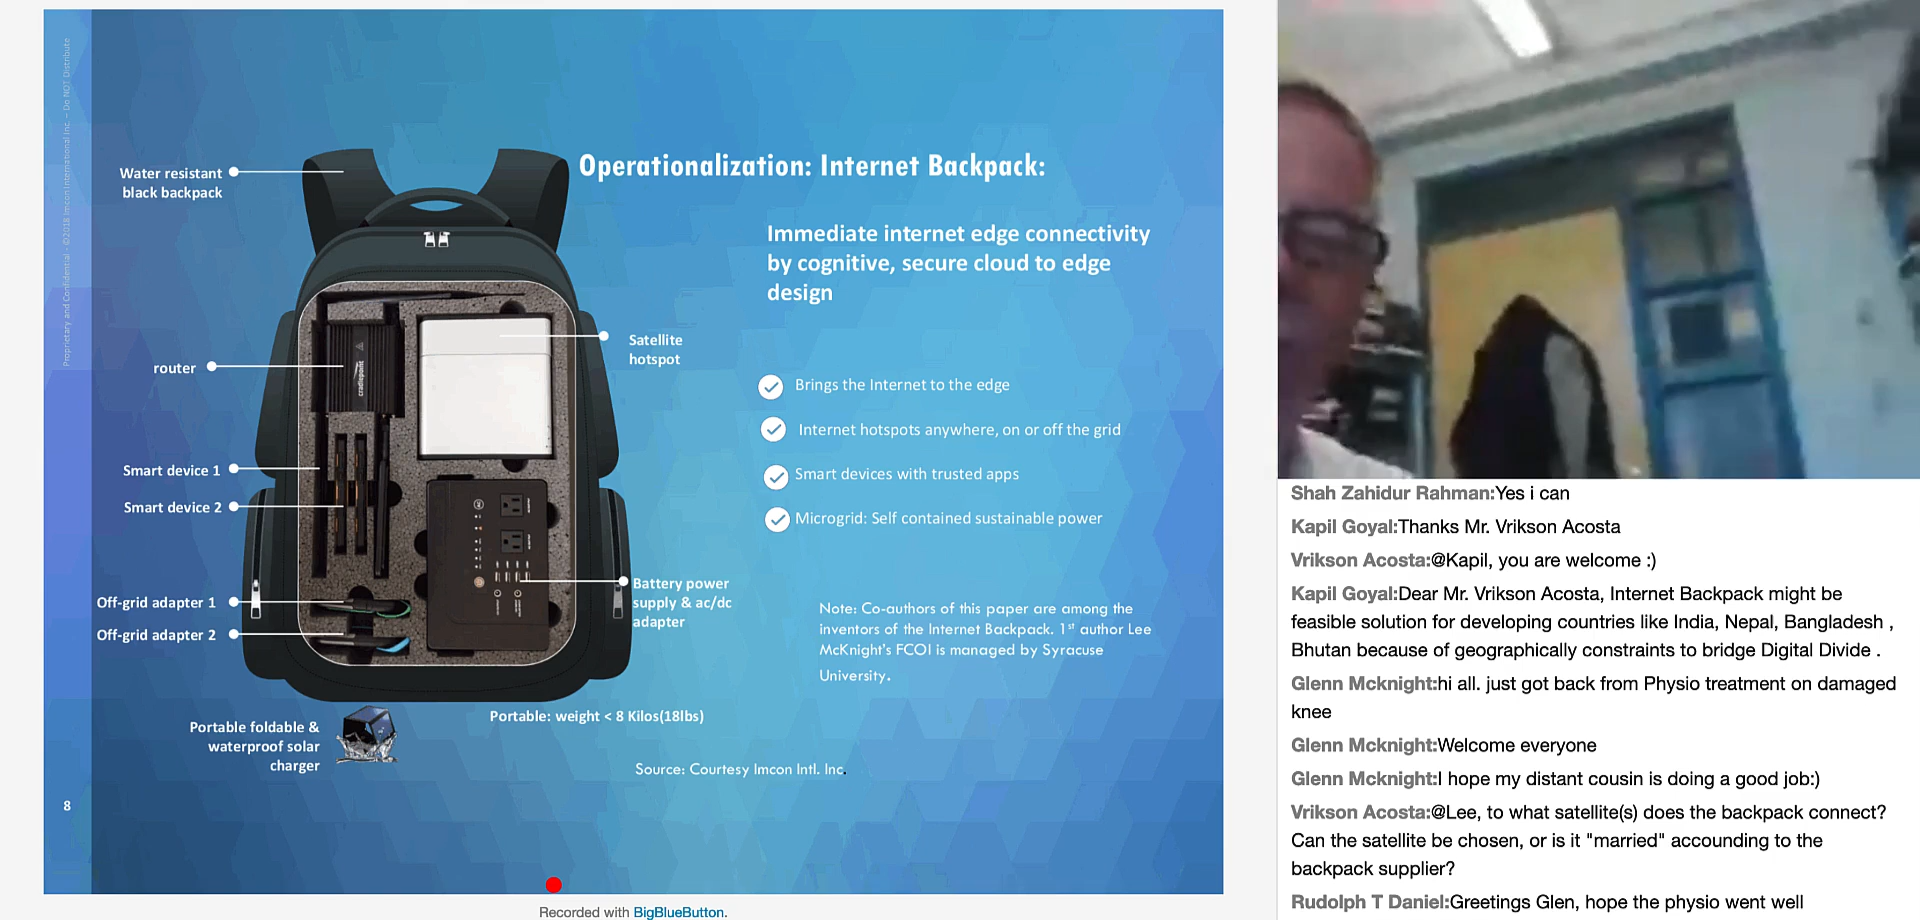 Proprietary and Confidential - ©2018 Imcon International Inc. – Do NOT Distribute
Operationalization: Internet Backpack:
Water resistant
black backpack
Immediate internet edge connectivity
by cognitive, secure cloud to edge
design
Satellite
hotspot
router
cradlepoint
Brings the Internet to the edge
Internet hotspots anywhere, on or off the grid
Smart device 1
Smart devices with trusted apps
Smart device 2
Microgrid: Self contained sustainable power
Battery power
supply & ac/dc
adapter
Off-grid adapter 1
Off-grid adapter 2
Note: Co-authors of this paper are among the
inventors of the Internet Backpack. 1st author Lee
McKnight's FCOI is managed by Syracuse
University.
Portable: weight < 8 Kilos(18lbs)
Portable foldable &
waterproof solar
charger
Source: Courtesy Imcon Intl. Inc.
8
Recorded with BigBlueButton.
Shah Zahidur Rahman:Yes i can
Kapil Goyal:Thanks Mr. Vrikson Acosta
Vrikson Acosta:@Kapil, you are welcome :)
Kapil Goyal:Dear Mr. Vrikson Acosta, Internet Backpack might be
feasible solution for developing countries like India, Nepal, Bangladesh ,
Bhutan because of geographically constraints to bridge Digital Divide .
Glenn Mcknight:hi all. just got back from Physio treatment on damaged
knee
Glenn Mcknight:Welcome everyone
Glenn Mcknight:I hope my distant cousin is doing a good job:)
Vrikson Acosta:@Lee, to what satellite(s) does the backpack connect?
Can the satellite be chosen, or is it "married" accounding to the
backpack supplier?
Rudolph T Daniel:Greetings Glen, hope the physio went well